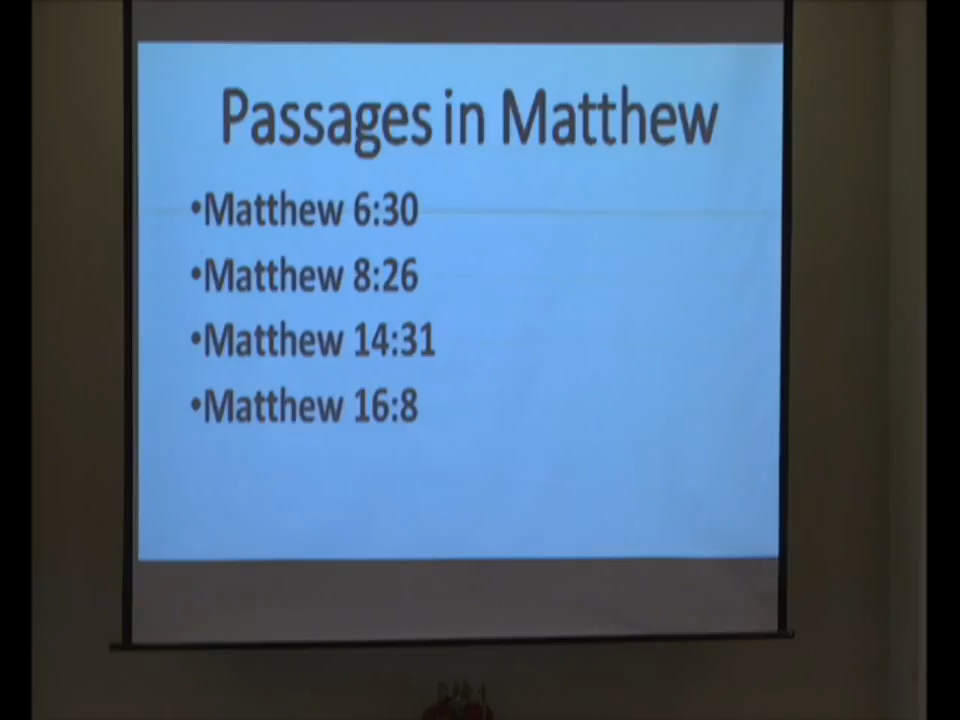 Passages in Matthew
•Matthew 6:30
•Matthew 8:26
•Matthew 14:31
•Matthew 16:8